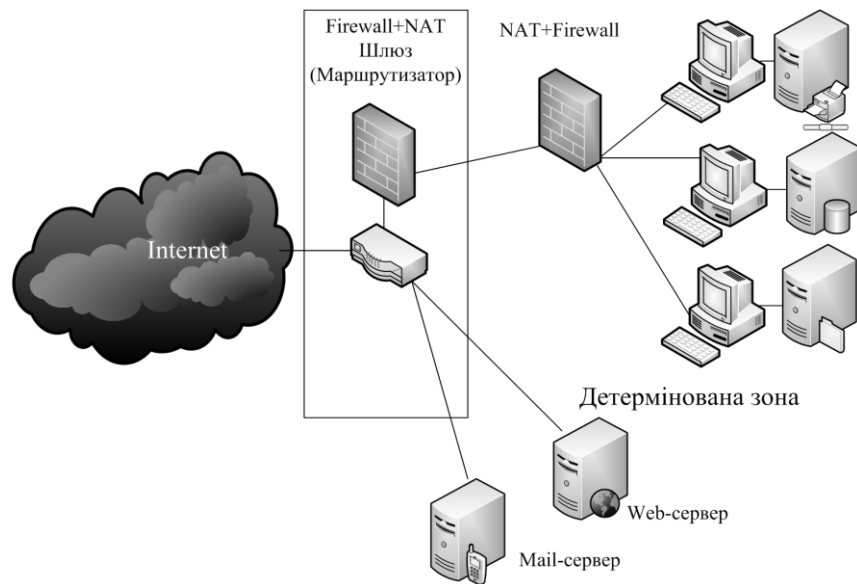 Firewall+NAT
Шлюз
(Маршрутизатор)
NAT+Firewall
Internet
Детермінована зона
Web-сервер
Mail-сервер